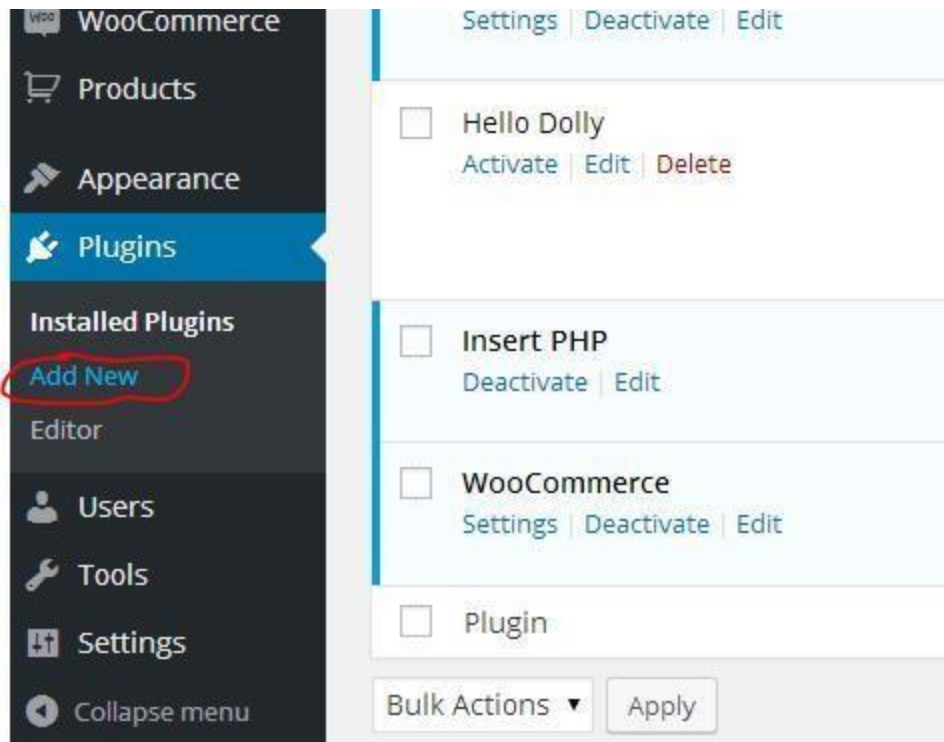 WOO
WooCommerce
Products
Appearance
Plugins
Installed Plugins
Add New
Editor
Users
Tools
Settings
Collapse menu
Settings | Deactivate | Edit
Hello Dolly
Activate | Edit | Delete
Insert PHP
Deactivate | Edit
WooCommerce
Settings | Deactivate | Edit
Plugin
Bulk Actions ▼ Apply